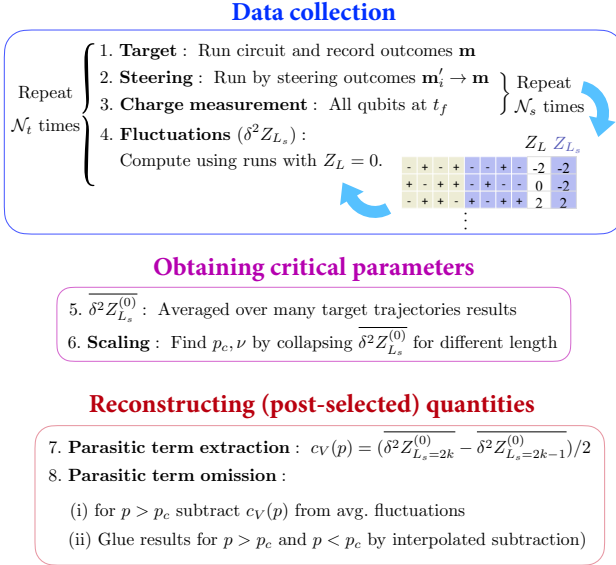 Data collection
Repeat
𝒩_t times
1. Target : Run circuit and record outcomes m
2. Steering : Run by steering outcomes m′_i → m
3. Charge measurement : All qubits at t_f
Repeat
𝒩_s times
4. Fluctuations (δ²Z_{L_s}) :
Compute using runs with Z_L = 0.
Z_L Z_{L_s}
- + - + - - + - -2 -2
+ - + + - + - - 0 -2
- + + - + - + + 2 2
⋮
Obtaining critical parameters
5. \overline{δ²Z_{L_s}^{(0)}} : Averaged over many target trajectories results
6. Scaling : Find p_c, ν by collapsing \overline{δ²Z_{L_s}^{(0)}} for different length
Reconstructing (post-selected) quantities
7. Parasitic term extraction : c_V(p) = (\overline{δ²Z_{L_s=2k}^{(0)}} − \overline{δ²Z_{L_s=2k−1}^{(0)}})/2
8. Parasitic term omission :
(i) for p > p_c subtract c_V(p) from avg. fluctuations
(ii) Glue results for p > p_c and p < p_c by interpolated subtraction)